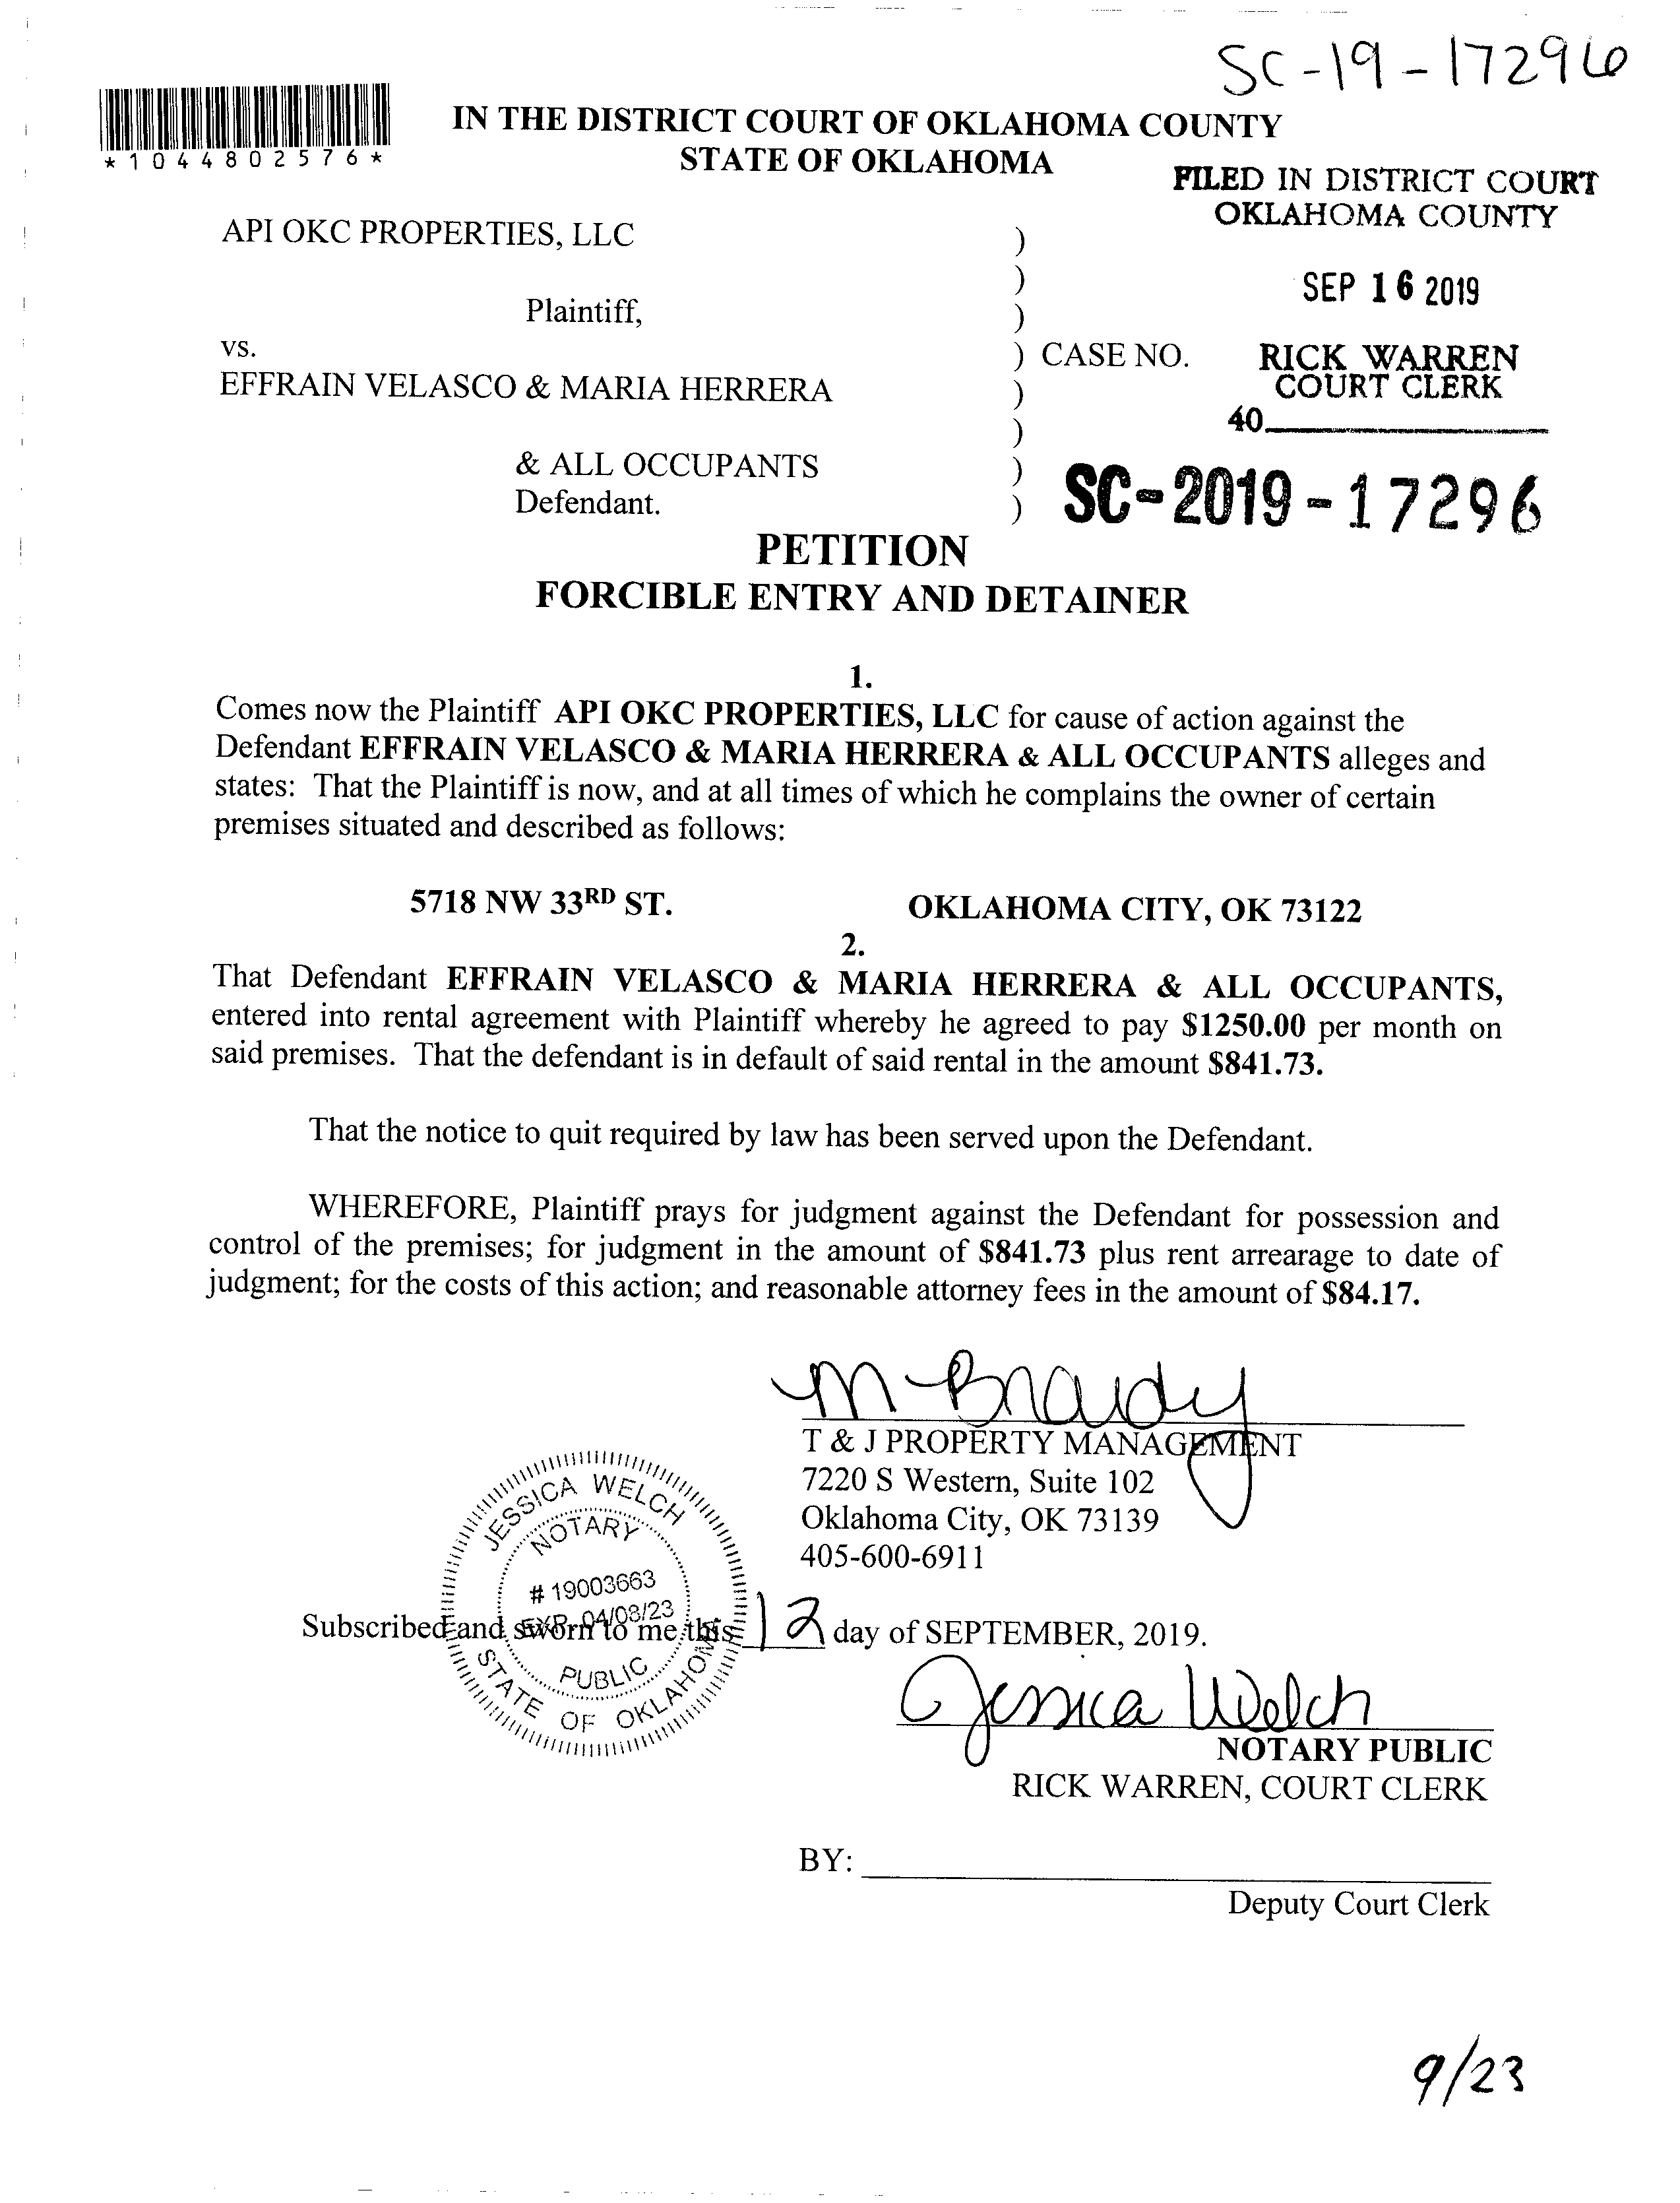 SC-19-17296
*1044802576*
IN THE DISTRICT COURT OF OKLAHOMA COUNTY
STATE OF OKLAHOMA
FILED IN DISTRICT COURT
OKLAHOMA COUNTY
API OKC PROPERTIES, LLC )
)
SEP 16 2019
Plaintiff, )
vs. ) CASE NO. RICK WARREN
EFFRAIN VELASCO & MARIA HERRERA ) COURT CLERK
) 40
& ALL OCCUPANTS )
Defendant. ) SC-2019-17296
PETITION
FORCIBLE ENTRY AND DETAINER
1.
Comes now the Plaintiff API OKC PROPERTIES, LLC for cause of action against the
Defendant EFFRAIN VELASCO & MARIA HERRERA & ALL OCCUPANTS alleges and
states: That the Plaintiff is now, and at all times of which he complains the owner of certain
premises situated and described as follows:
5718 NW 33RD ST. OKLAHOMA CITY, OK 73122
2.
That Defendant EFFRAIN VELASCO & MARIA HERRERA & ALL OCCUPANTS,
entered into rental agreement with Plaintiff whereby he agreed to pay $1250.00 per month on
said premises. That the defendant is in default of said rental in the amount $841.73.
That the notice to quit required by law has been served upon the Defendant.
WHEREFORE, Plaintiff prays for judgment against the Defendant for possession and
control of the premises; for judgment in the amount of $841.73 plus rent arrearage to date of
judgment; for the costs of this action; and reasonable attorney fees in the amount of $84.17.
M Brady
T & J PROPERTY MANAGEMENT
7220 S Western, Suite 102
Oklahoma City, OK 73139
405-600-6911
JESSICA WELCH
NOTARY
# 19003663
EXP. 04/08/23
PUBLIC
STATE OF OKLAHOMA
Subscribed and sworn to me this 12 day of SEPTEMBER, 2019.
Jessica Welch
NOTARY PUBLIC
RICK WARREN, COURT CLERK
BY:
Deputy Court Clerk
9/23